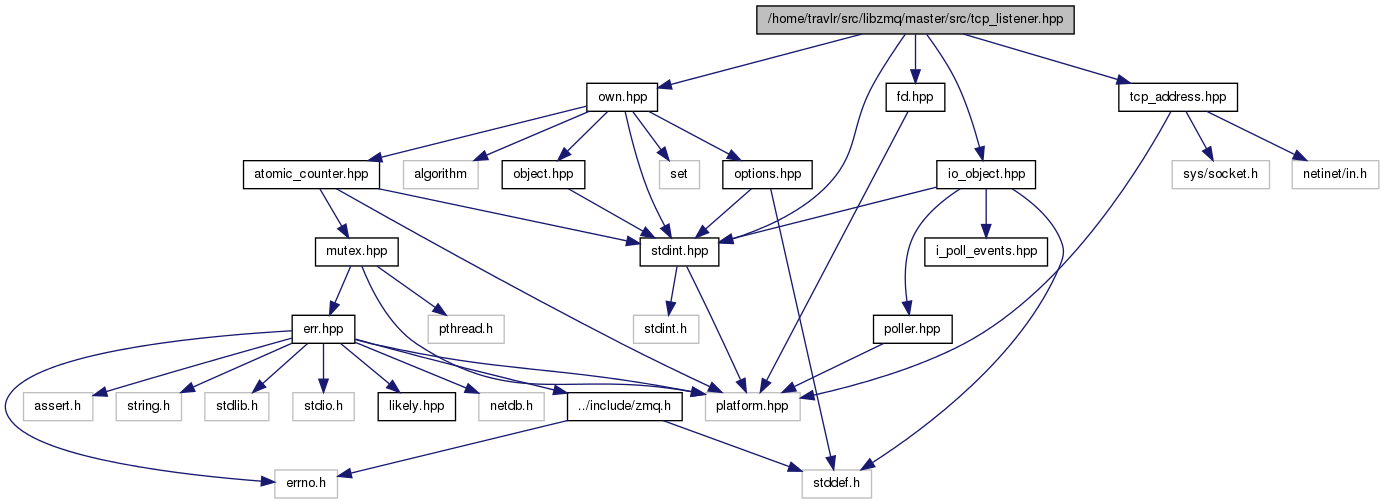 /home/travlr/src/libzmq/master/src/tcp_listener.hpp
own.hpp
fd.hpp
tcp_address.hpp
atomic_counter.hpp
algorithm
object.hpp
set
options.hpp
io_object.hpp
sys/socket.h
netinet/in.h
mutex.hpp
stdint.hpp
i_poll_events.hpp
err.hpp
pthread.h
stdint.h
poller.hpp
assert.h
string.h
stdlib.h
stdio.h
likely.hpp
netdb.h
../include/zmq.h
platform.hpp
errno.h
stddef.h